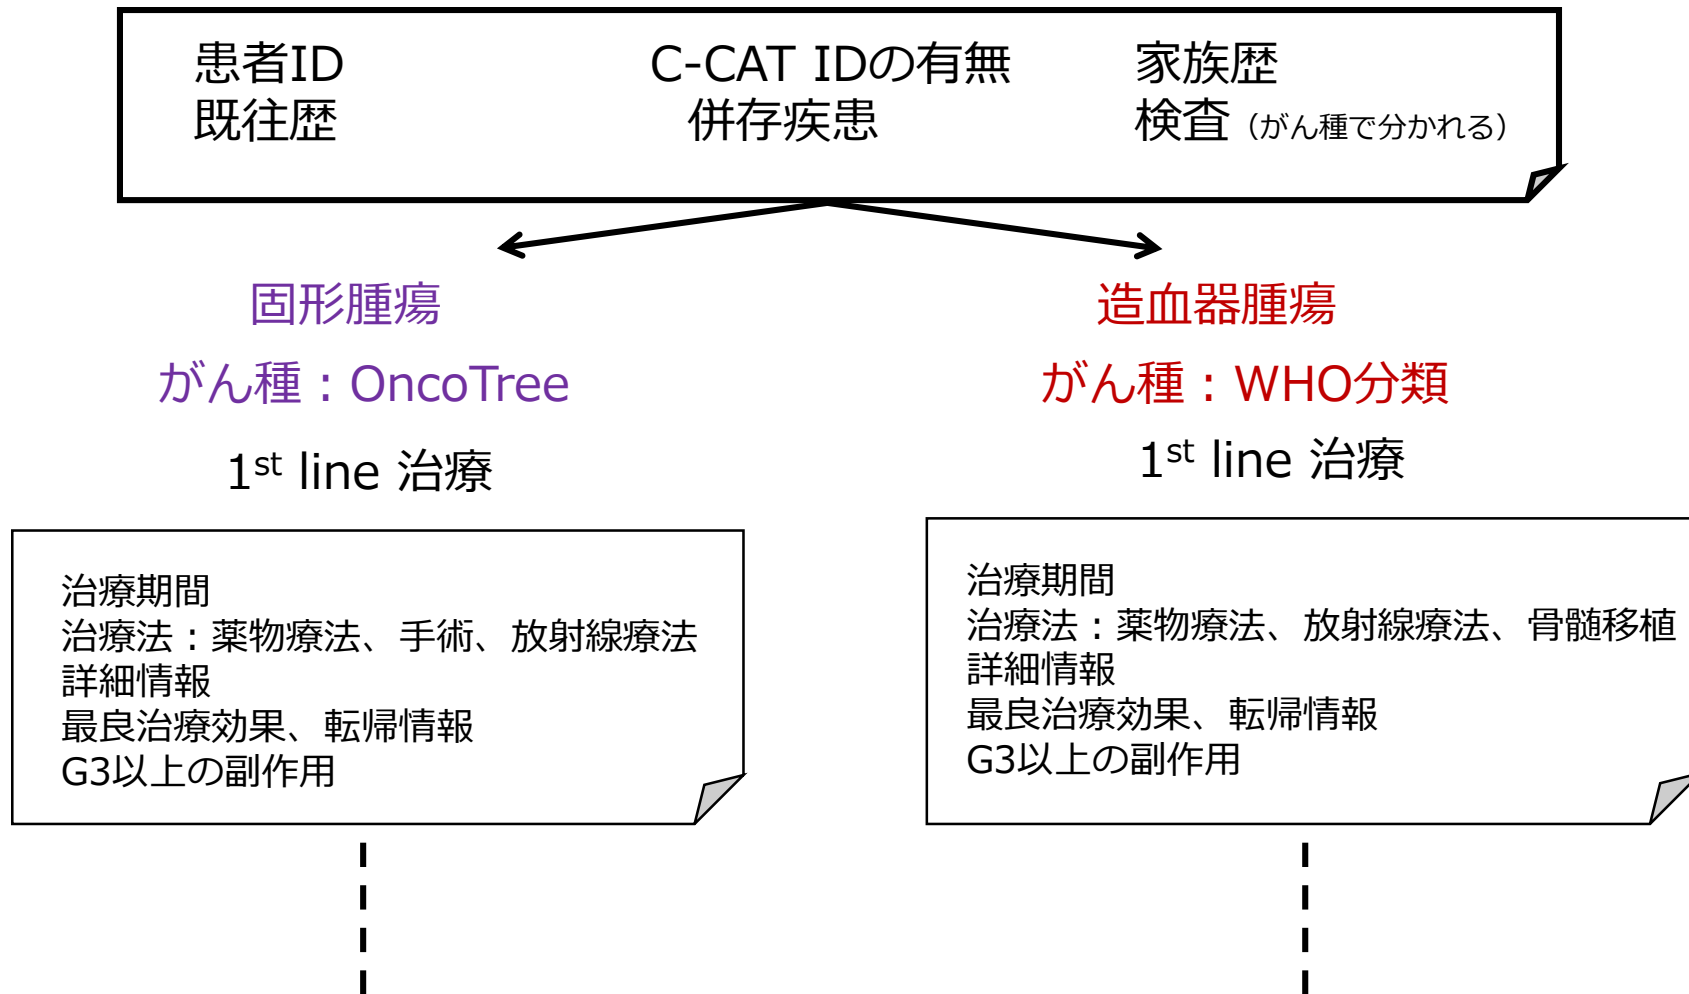 患者ID C-CAT IDの有無 家族歴
既往歴 併存疾患 検査（がん種で分かれる）
固形腫瘍
がん種：OncoTree
1st line 治療
治療期間
治療法：薬物療法、手術、放射線療法
詳細情報
最良治療効果、転帰情報
G3以上の副作用
造血器腫瘍
がん種：WHO分類
1st line 治療
治療期間
治療法：薬物療法、放射線療法、骨髄移植
詳細情報
最良治療効果、転帰情報
G3以上の副作用